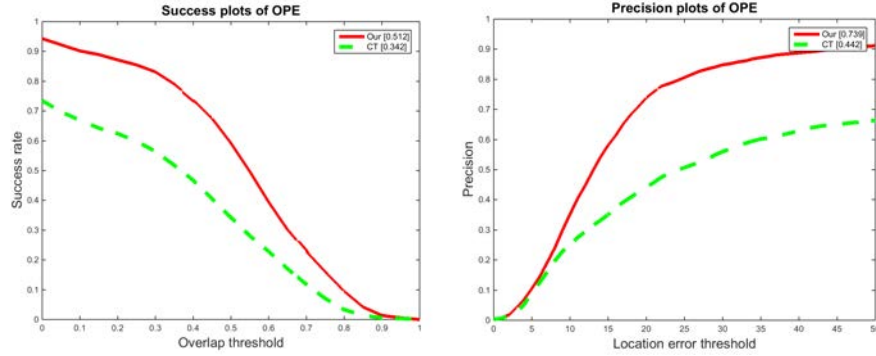 Success plots of OPE
Our [0.512]
CT [0.342]
1
0.9
0.8
0.7
0.6
0.5
0.4
0.3
0.2
0.1
0
Success rate
0 0.1 0.2 0.3 0.4 0.5 0.6 0.7 0.8 0.9 1
Overlap threshold
Precision plots of OPE
Our [0.739]
CT [0.442]
1
0.9
0.8
0.7
0.6
0.5
0.4
0.3
0.2
0.1
0
Precision
0 5 10 15 20 25 30 35 40 45 50
Location error threshold